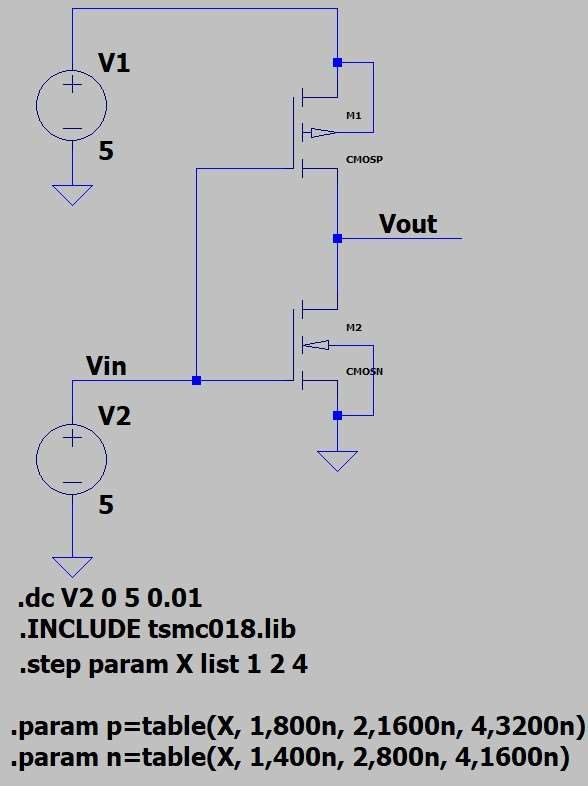 V1
5
M1
CMOSP
Vout
M2
CMOSN
Vin
V2
5
.dc V2 0 5 0.01
.INCLUDE tsmc018.lib
.step param X list 1 2 4
.param p=table(X, 1,800n, 2,1600n, 4,3200n)
.param n=table(X, 1,400n, 2,800n, 4,1600n)